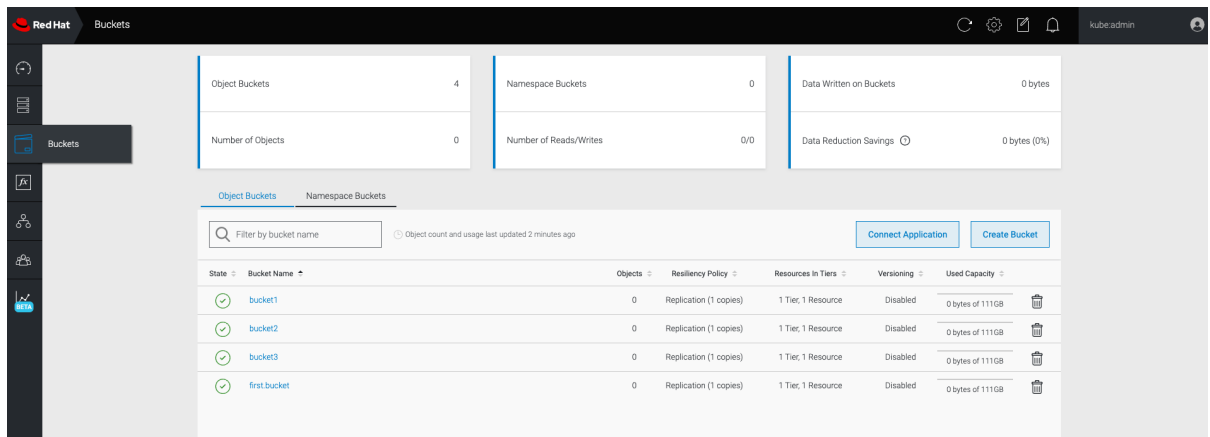 Red Hat Buckets kube:admin
Object Buckets 4 Namespace Buckets 0 Data Written on Buckets 0 bytes
Buckets
Number of Objects 0 Number of Reads/Writes 0/0 Data Reduction Savings ? 0 bytes (0%)
fx
Object Buckets Namespace Buckets
Filter by bucket name Object count and usage last updated 2 minutes ago Connect Application Create Bucket
State Bucket Name Objects Resiliency Policy Resources In Tiers Versioning Used Capacity
BETA
bucket1 0 Replication (1 copies) 1 Tier, 1 Resource Disabled 0 bytes of 111GB
bucket2 0 Replication (1 copies) 1 Tier, 1 Resource Disabled 0 bytes of 111GB
bucket3 0 Replication (1 copies) 1 Tier, 1 Resource Disabled 0 bytes of 111GB
first.bucket 0 Replication (1 copies) 1 Tier, 1 Resource Disabled 0 bytes of 111GB